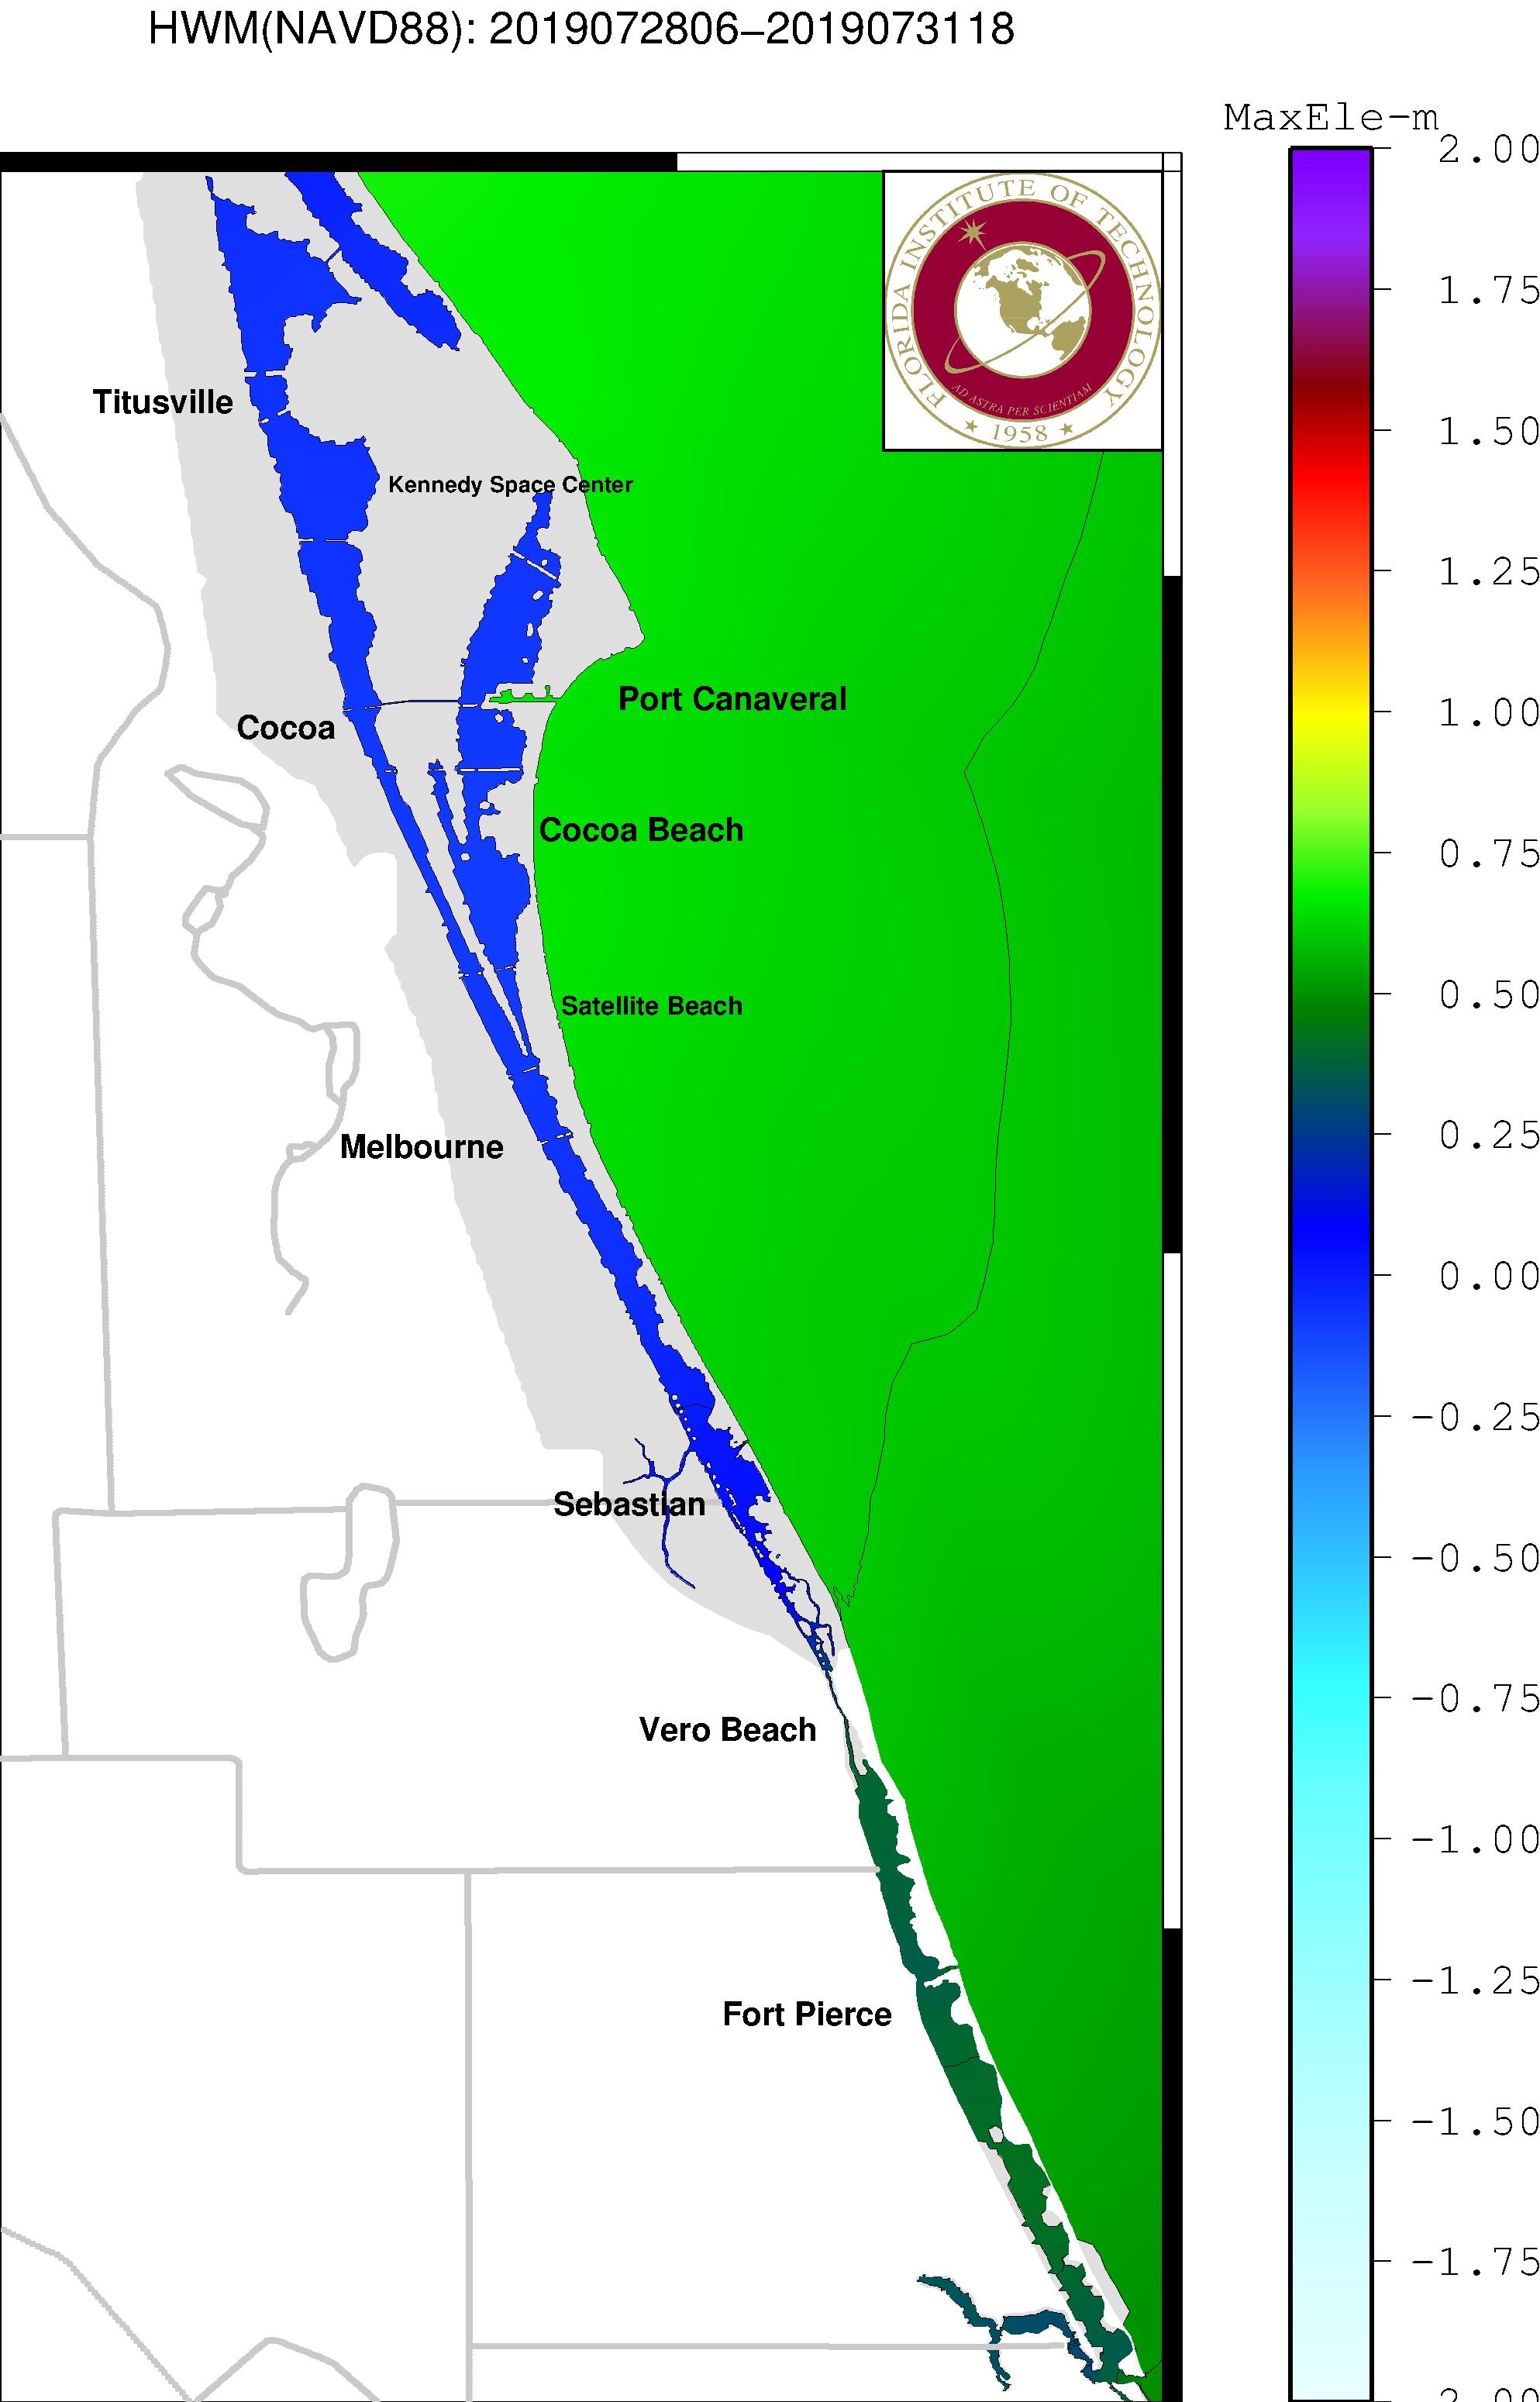 HWM(NAVD88): 2019072806–2019073118
MaxEle-m
2.00
1.75
1.50
1.25
1.00
0.75
0.50
0.25
0.00
-0.25
-0.50
-0.75
-1.00
-1.25
-1.50
-1.75
FLORIDA INSTITUTE OF TECHNOLOGY
AD ASTRA PER SCIENTIAM
1958
Titusville
Kennedy Space Center
Port Canaveral
Cocoa
Cocoa Beach
Satellite Beach
Melbourne
Sebastian
Vero Beach
Fort Pierce